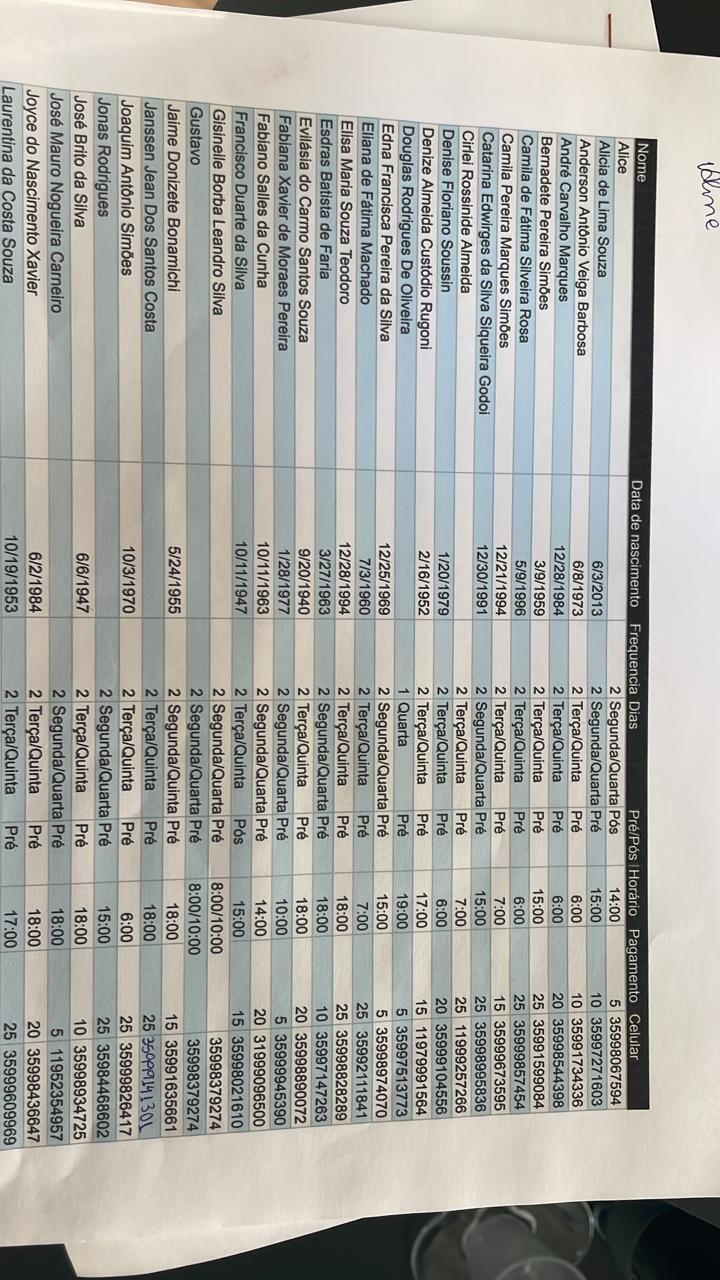 Aline
Nome Data de nascimento Frequencia Dias Pré/Pós Horário Pagamento Celular
Alice 2 Segunda/Quarta Pós 14:00 5 35998067594
Alicia de Lima Souza 6/3/2013 2 Segunda/Quarta Pré 15:00 10 35997271603
Anderson Antônio Veiga Barbosa 6/8/1973 2 Terça/Quinta Pré 6:00 10 35991734336
André Carvalho Marques 12/28/1984 2 Terça/Quinta Pré 6:00 20 35998544398
Bernadete Pereira Simões 3/9/1959 2 Terça/Quinta Pré 15:00 25 35991599084
Camila de Fátima Silveira Rosa 5/9/1996 2 Terça/Quinta Pré 6:00 25 35999857454
Camila Pereira Marques Simões 12/21/1994 2 Terça/Quinta Pré 7:00 15 35999673595
Catarina Edwirges da Silva Siqueira Godoi 12/30/1991 2 Segunda/Quarta Pré 15:00 25 35998995836
Cirlei Rossinide Almeida 2 Terça/Quinta Pré 7:00 25 11999257266
Denise Floriano Soussin 1/20/1979 2 Terça/Quinta Pré 6:00 20 35999104556
Denize Almeida Custódio Rugoni 2/16/1952 2 Terça/Quinta Pré 17:00 15 11979991564
Douglas Rodrigues De Oliveira 1 Quarta Pré 19:00 5 35997513773
Edna Francisca Pereira da Silva 12/25/1969 2 Segunda/Quarta Pré 15:00 5 35998974070
Eliana de Fátima Machado 7/3/1960 2 Terça/Quinta Pré 7:00 25 35992111841
Elisa Maria Souza Teodoro 12/28/1994 2 Terça/Quinta Pré 18:00 25 35998828289
Esdras Batista de Faria 3/27/1963 2 Segunda/Quarta Pré 18:00 10 35997147263
Evilásia do Carmo Santos Souza 9/20/1940 2 Terça/Quinta Pré 18:00 20 35998890072
Fabiana Xavier de Moraes Pereira 1/28/1977 2 Segunda/Quarta Pré 10:00 5 35999945390
Fabiano Salles da Cunha 10/11/1963 2 Segunda/Quarta Pré 14:00 20 31999096500
Francisco Duarte da Silva 10/11/1947 2 Terça/Quinta Pós 15:00 15 35998021610
Gisinelle Borba Leandro Silva 2 Segunda/Quarta Pré 8:00/10:00 35998379274
Gustavo 2 Segunda/Quarta Pré 8:00/10:00 35998379274
Jaime Donizete Bonamichi 5/24/1955 2 Segunda/Quinta Pré 18:00 15 35991635661
Janssen Jean Dos Santos Costa 2 Terça/Quinta Pré 18:00 25 35999141301
Joaquim Antônio Simões 10/3/1970 2 Terça/Quinta Pré 6:00 25 35999826417
Jonas Rodrigues 2 Segunda/Quarta Pré 15:00 25 35984468602
José Brito da Silva 6/6/1947 2 Terça/Quinta Pré 18:00 10 35998934725
José Mauro Nogueira Carneiro 2 Segunda/Quarta Pré 18:00 5 11952354957
Joyce do Nascimento Xavier 6/2/1984 2 Terça/Quinta Pré 18:00 20 35998436647
Laurentina da Costa Souza 10/19/1953 2 Terça/Quinta Pré 17:00 25 35999609969